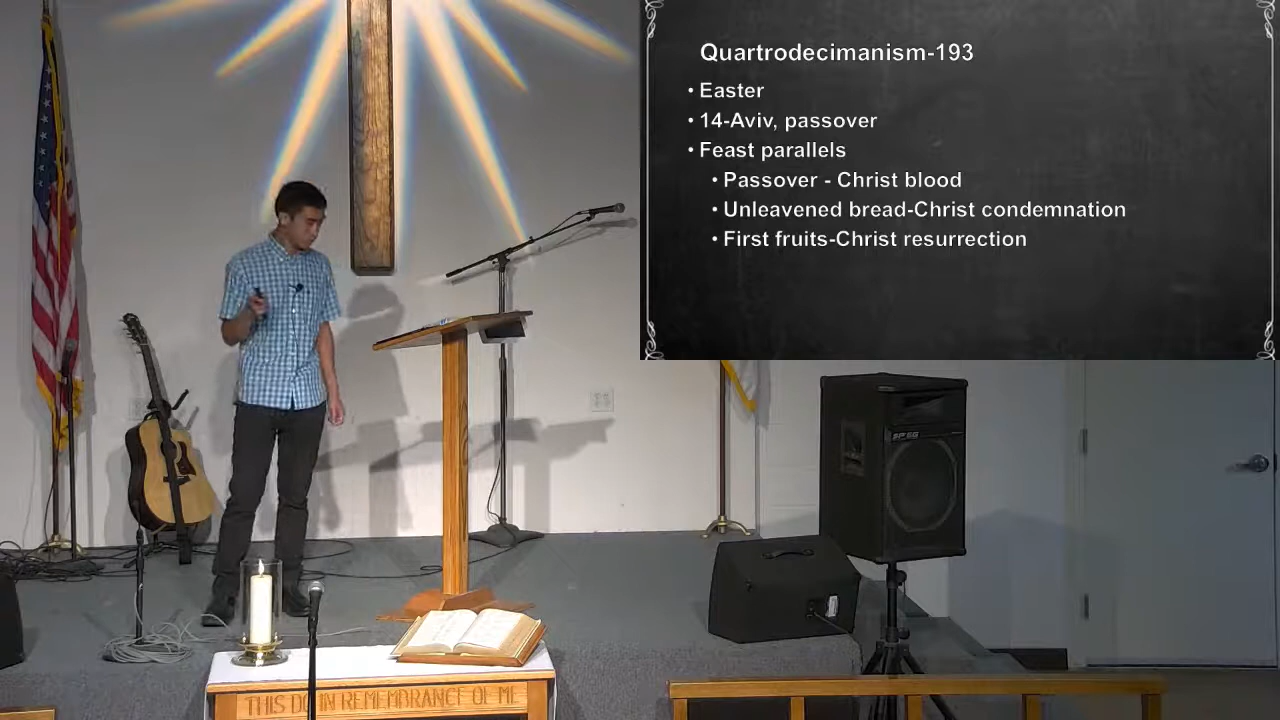 Quartrodecimanism-193
• Easter
• 14-Aviv, passover
• Feast parallels
• Passover - Christ blood
• Unleavened bread-Christ condemnation
• First fruits-Christ resurrection
THIS DO IN REMEMBRANCE OF ME